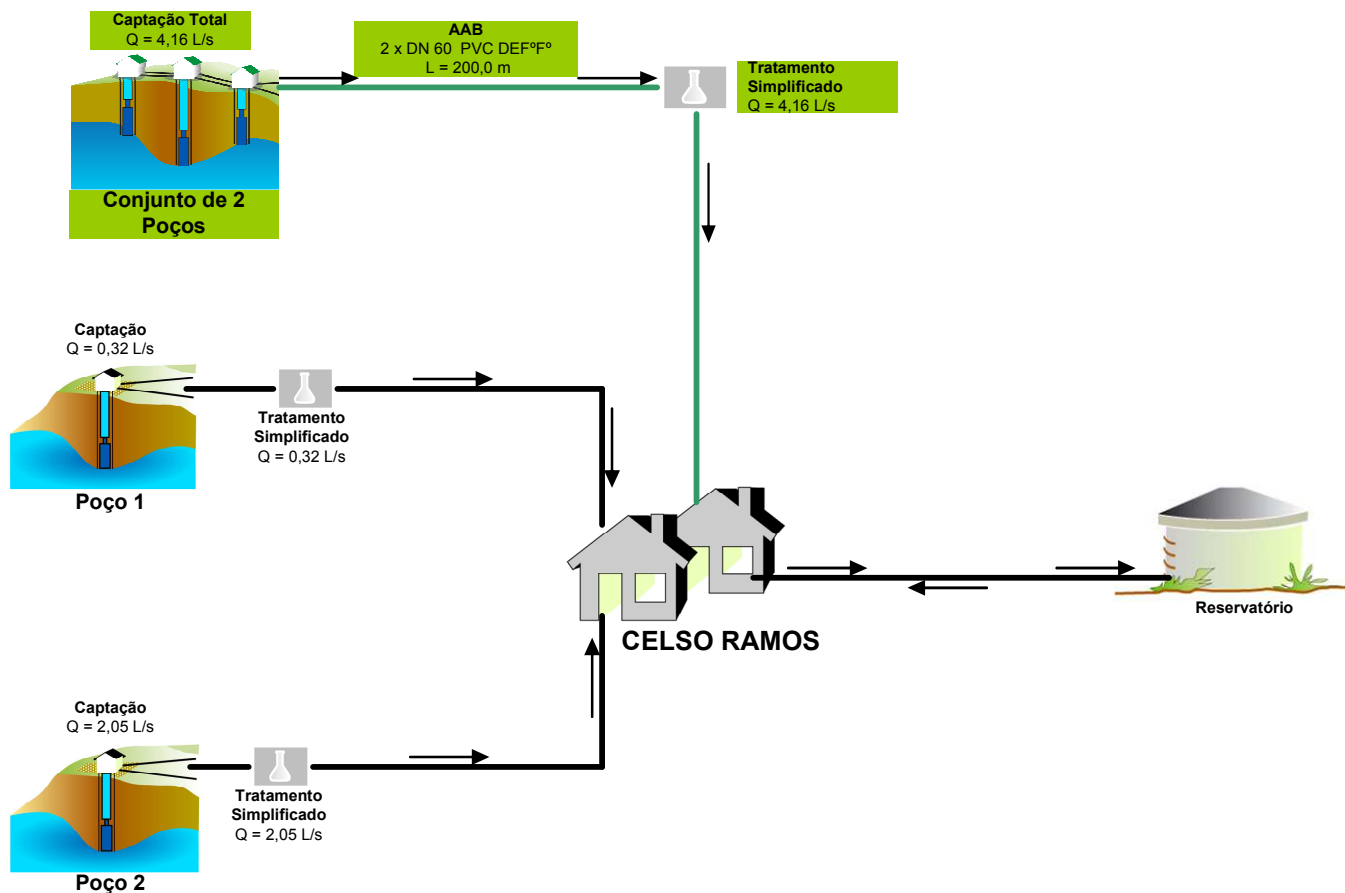 Captação Total
Q = 4,16 L/s
AAB
2 x DN 60 PVC DEFºFº
L = 200,0 m
Tratamento
Simplificado
Q = 4,16 L/s
Conjunto de 2
Poços
Captação
Q = 0,32 L/s
Tratamento
Simplificado
Q = 0,32 L/s
Poço 1
Reservatório
CELSO RAMOS
Captação
Q = 2,05 L/s
Tratamento
Simplificado
Q = 2,05 L/s
Poço 2